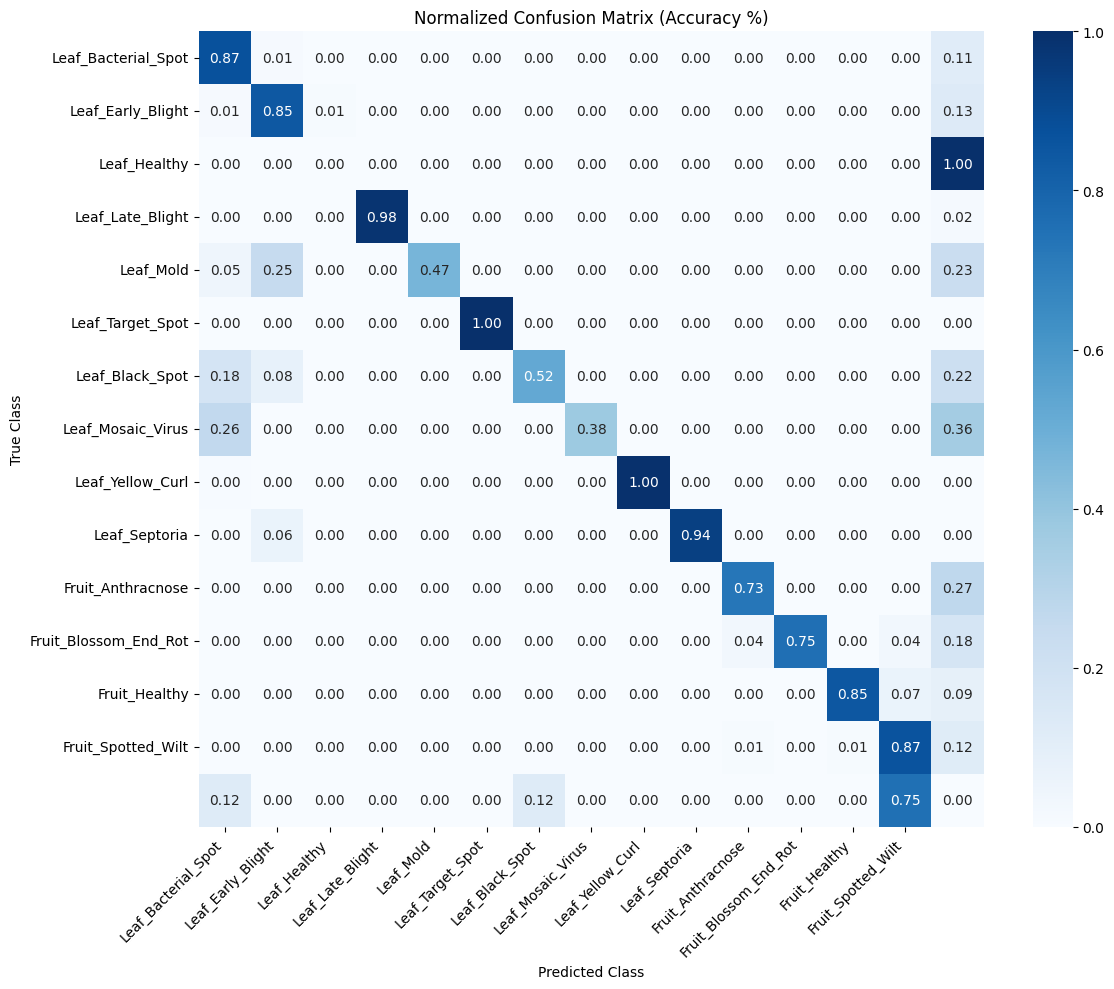 Normalized Confusion Matrix (Accuracy %)
True Class
Leaf_Bacterial_Spot 0.87 0.01 0.00 0.00 0.00 0.00 0.00 0.00 0.00 0.00 0.00 0.00 0.00 0.00 0.11
Leaf_Early_Blight 0.01 0.85 0.01 0.00 0.00 0.00 0.00 0.00 0.00 0.00 0.00 0.00 0.00 0.00 0.13
Leaf_Healthy 0.00 0.00 0.00 0.00 0.00 0.00 0.00 0.00 0.00 0.00 0.00 0.00 0.00 0.00 1.00
Leaf_Late_Blight 0.00 0.00 0.00 0.98 0.00 0.00 0.00 0.00 0.00 0.00 0.00 0.00 0.00 0.00 0.02
Leaf_Mold 0.05 0.25 0.00 0.00 0.47 0.00 0.00 0.00 0.00 0.00 0.00 0.00 0.00 0.00 0.23
Leaf_Target_Spot 0.00 0.00 0.00 0.00 0.00 1.00 0.00 0.00 0.00 0.00 0.00 0.00 0.00 0.00 0.00
Leaf_Black_Spot 0.18 0.08 0.00 0.00 0.00 0.00 0.52 0.00 0.00 0.00 0.00 0.00 0.00 0.00 0.22
Leaf_Mosaic_Virus 0.26 0.00 0.00 0.00 0.00 0.00 0.00 0.38 0.00 0.00 0.00 0.00 0.00 0.00 0.36
Leaf_Yellow_Curl 0.00 0.00 0.00 0.00 0.00 0.00 0.00 0.00 1.00 0.00 0.00 0.00 0.00 0.00 0.00
Leaf_Septoria 0.00 0.06 0.00 0.00 0.00 0.00 0.00 0.00 0.00 0.94 0.00 0.00 0.00 0.00 0.00
Fruit_Anthracnose 0.00 0.00 0.00 0.00 0.00 0.00 0.00 0.00 0.00 0.00 0.73 0.00 0.00 0.00 0.27
Fruit_Blossom_End_Rot 0.00 0.00 0.00 0.00 0.00 0.00 0.00 0.00 0.00 0.00 0.04 0.75 0.00 0.04 0.18
Fruit_Healthy 0.00 0.00 0.00 0.00 0.00 0.00 0.00 0.00 0.00 0.00 0.00 0.00 0.85 0.07 0.09
Fruit_Spotted_Wilt 0.00 0.00 0.00 0.00 0.00 0.00 0.00 0.00 0.00 0.00 0.01 0.00 0.01 0.87 0.12
0.12 0.00 0.00 0.00 0.00 0.00 0.12 0.00 0.00 0.00 0.00 0.00 0.00 0.75 0.00
Leaf_Bacterial_Spot
Leaf_Early_Blight
Leaf_Healthy
Leaf_Late_Blight
Leaf_Mold
Leaf_Target_Spot
Leaf_Black_Spot
Leaf_Mosaic_Virus
Leaf_Yellow_Curl
Leaf_Septoria
Fruit_Anthracnose
Fruit_Blossom_End_Rot
Fruit_Healthy
Fruit_Spotted_Wilt
Predicted Class
1.0
0.8
0.6
0.4
0.2
0.0